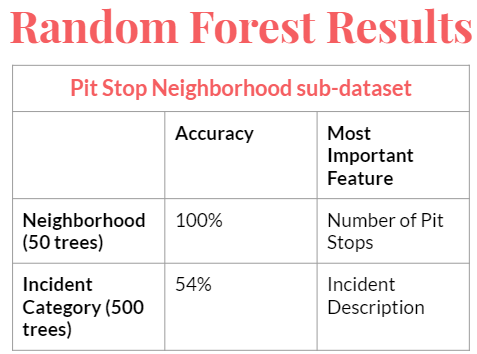 Random Forest Results
Pit Stop Neighborhood sub-dataset
Accuracy
Most
Important
Feature
Neighborhood
(50 trees)
100%
Number of Pit
Stops
Incident
Category (500
trees)
54%
Incident
Description